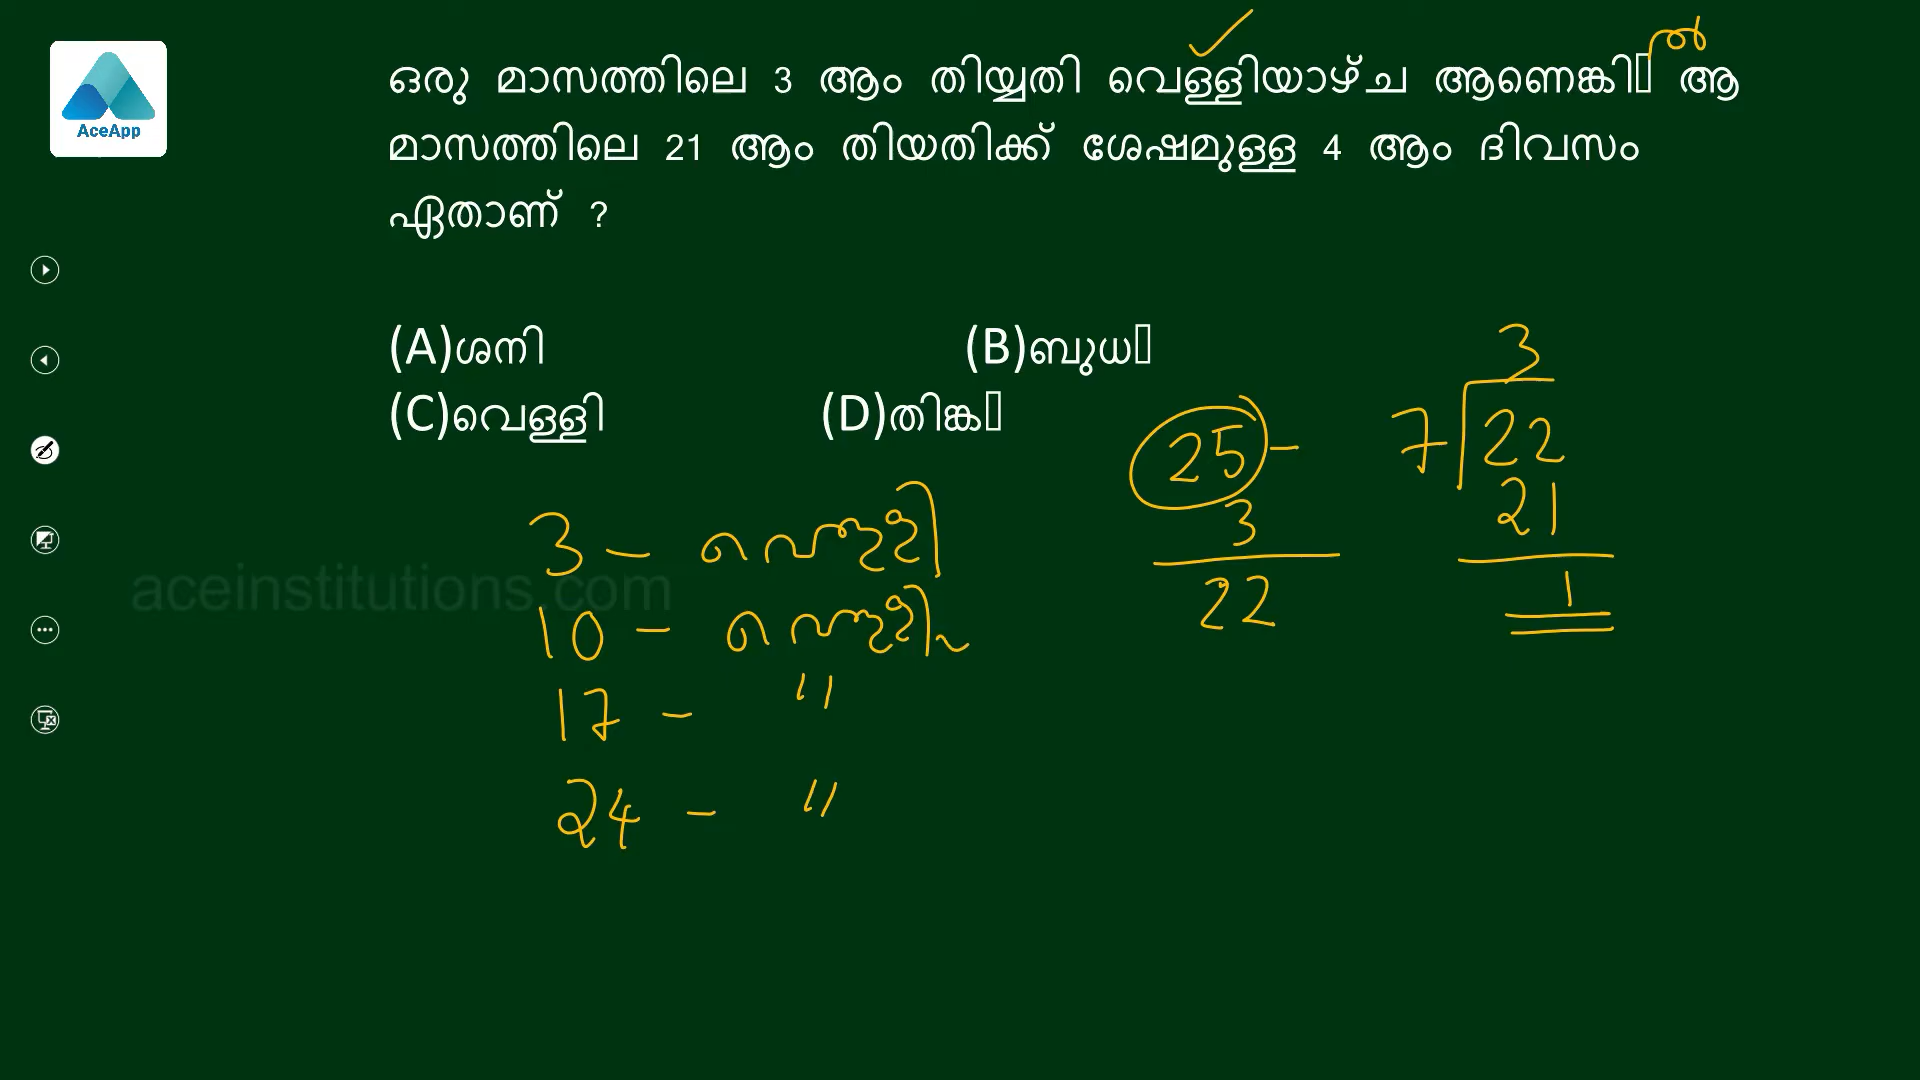 AceApp
ഒരു മാസത്തിലെ 3 ആം തിയ്യതി വെള്ളിയാഴ്ച ആണെങ്കിൽ ആ
മാസത്തിലെ 21 ആം തിയതിക്ക് ശേഷമുള്ള 4 ആം ദിവസം
ഏതാണ് ?
(A)ശനി (B)ബുധ
(C)വെള്ളി (D)തിങ്ക
3 - വെള്ളി
10 - വെള്ളി
17 - "
24 - "
25 -
3
22
3
7 22
21
1
aceinstitutions.com